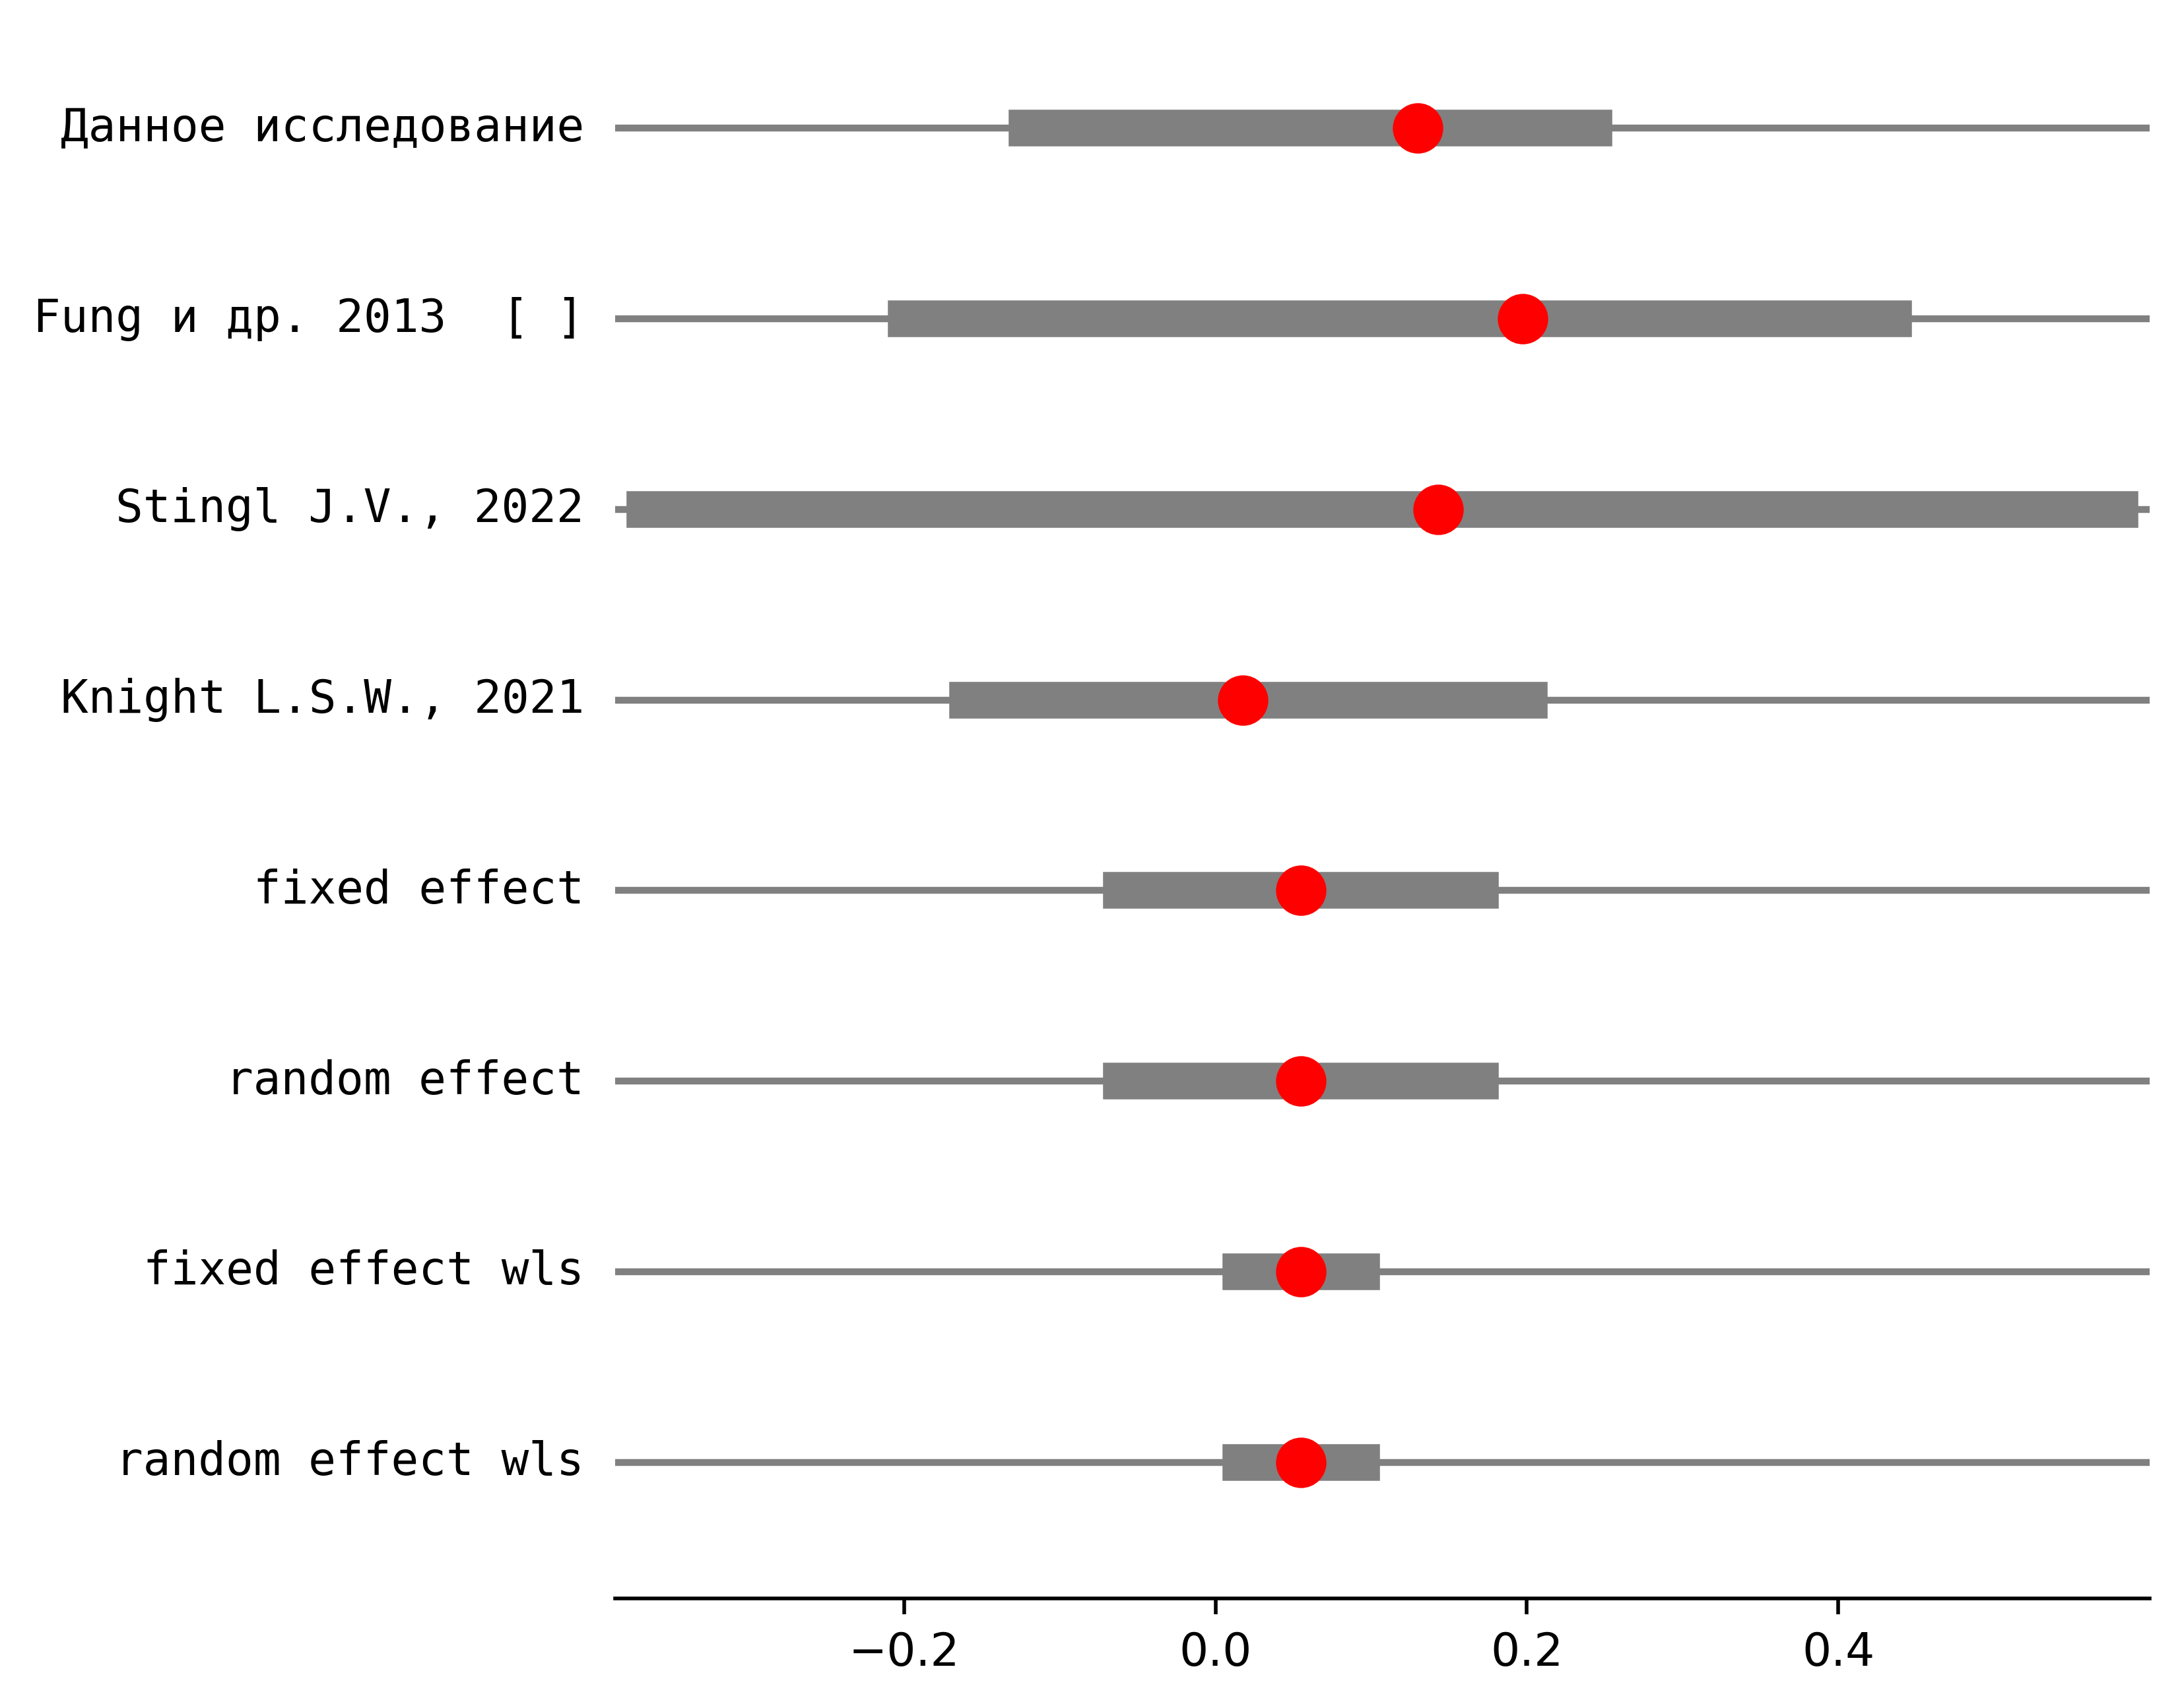 Данное исследование
Fung и др. 2013  [ ]
Stingl J.V., 2022
Knight L.S.W., 2021
fixed effect
random effect
fixed effect wls
random effect wls
−0.2 0.0 0.2 0.4